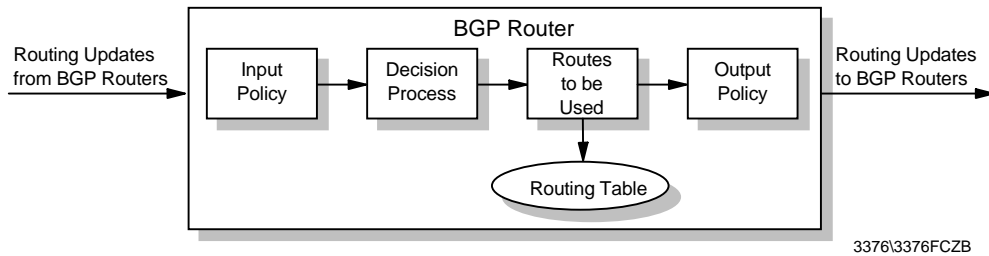 BGP Router
Routing Updates
from BGP Routers
Input
Policy
Decision
Process
Routes
to be
Used
Output
Policy
Routing Updates
to BGP Routers
Routing Table
3376\3376FCZB